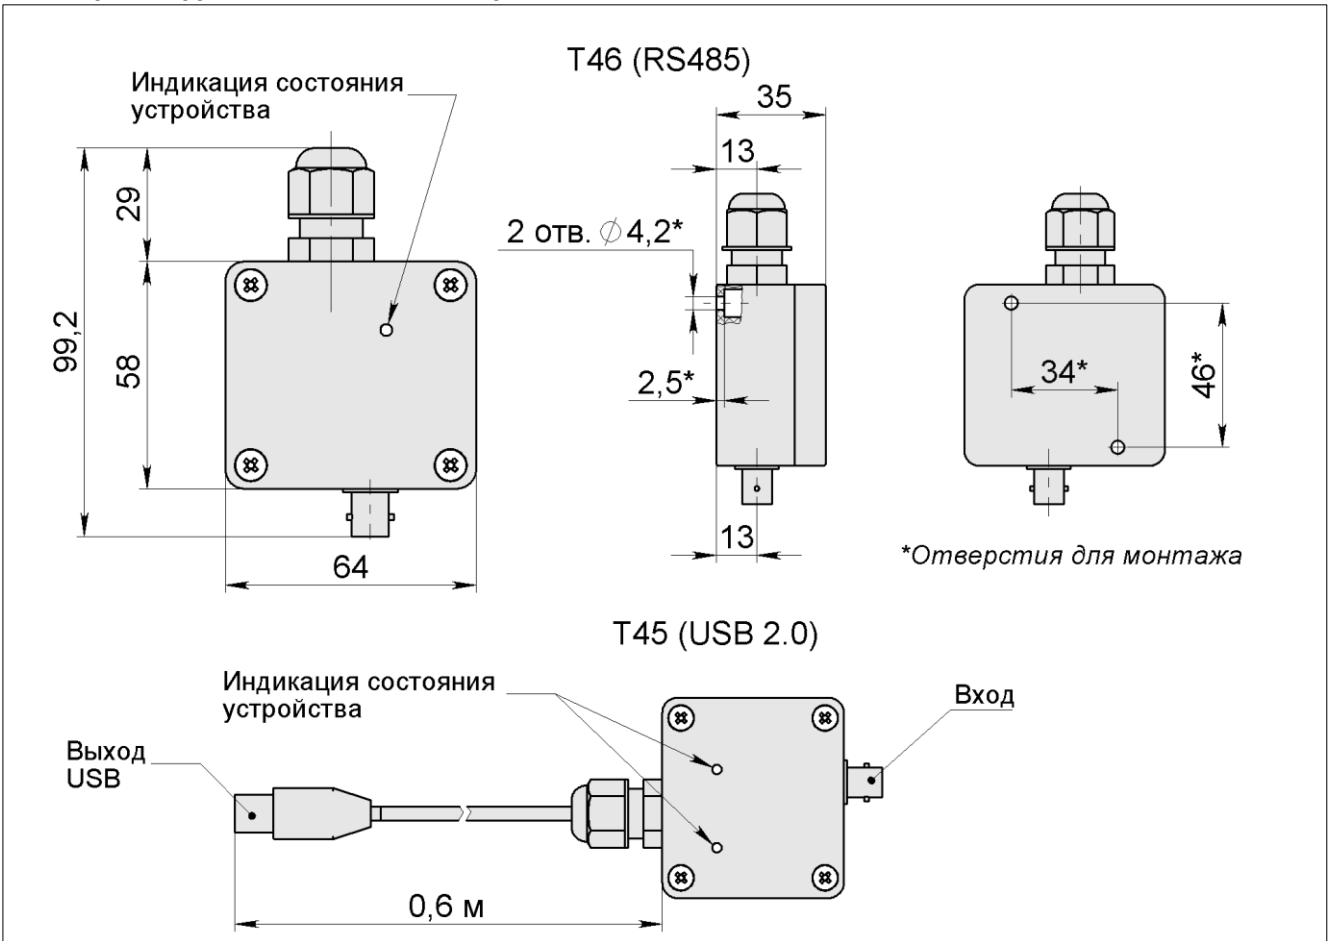 T46 (RS485)
Индикация состояния
устройства
35
13
29
2 отв. ∅ 4,2*
99,2
58
2,5*
34*
46*
13
64
*Отверстия для монтажа
T45 (USB 2.0)
Индикация состояния
устройства
Вход
Выход
USB
0,6 м